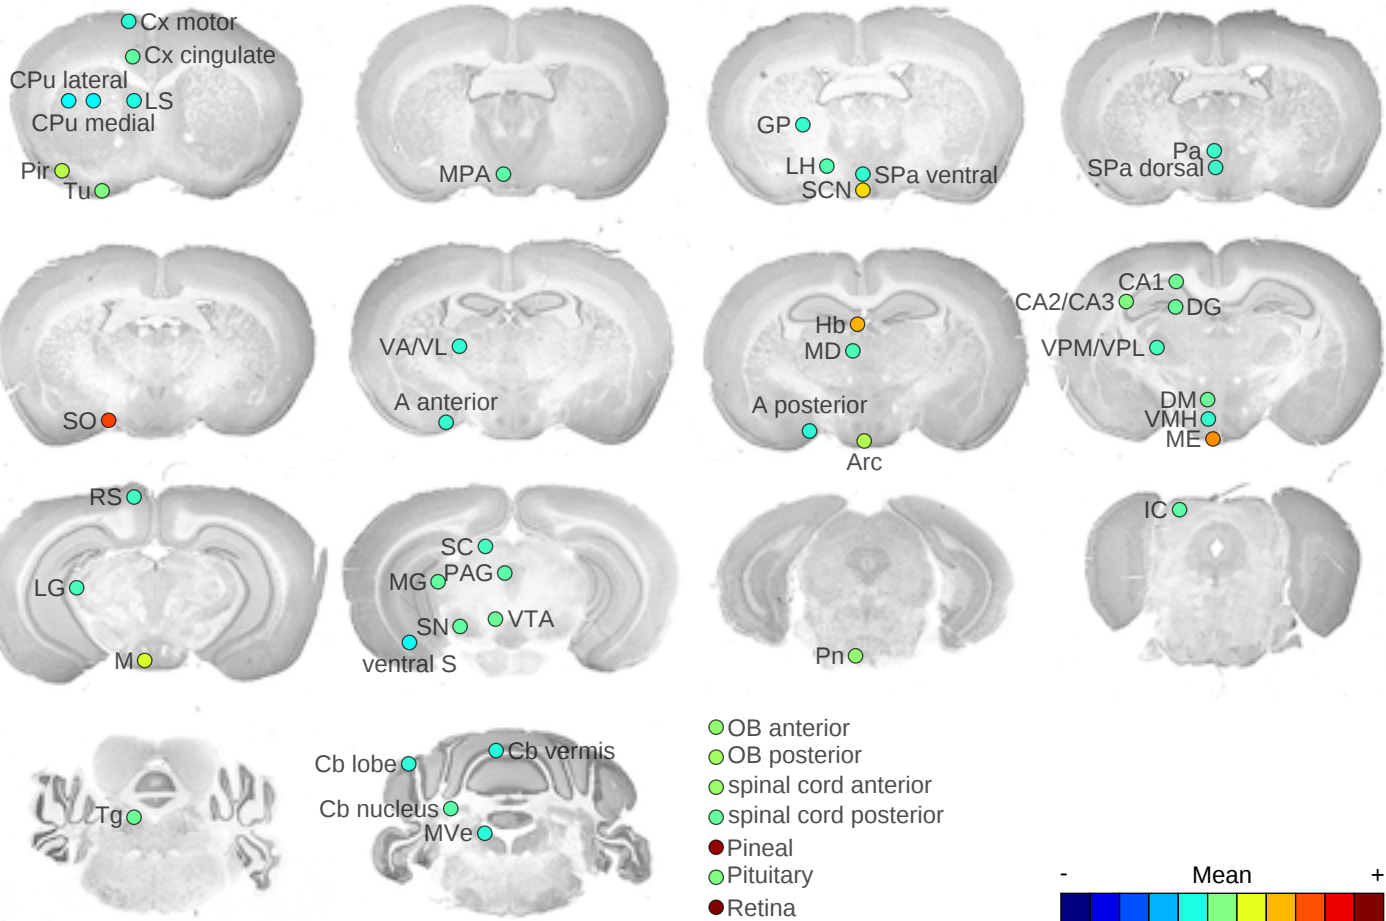 Cx motor
Cx cingulate
CPu lateral
LS
CPu medial
Pir
Tu
MPA
GP
LH
SPa ventral
SCN
Pa
SPa dorsal
SO
VA/VL
A anterior
Hb
MD
A posterior
Arc
CA1
CA2/CA3
DG
VPM/VPL
DM
VMH
ME
RS
LG
M
SC
MG
PAG
SN
VTA
ventral S
Pn
IC
Tg
Cb lobe
Cb vermis
Cb nucleus
MVe
OB anterior
OB posterior
spinal cord anterior
spinal cord posterior
Pineal
Pituitary
Retina
- Mean +